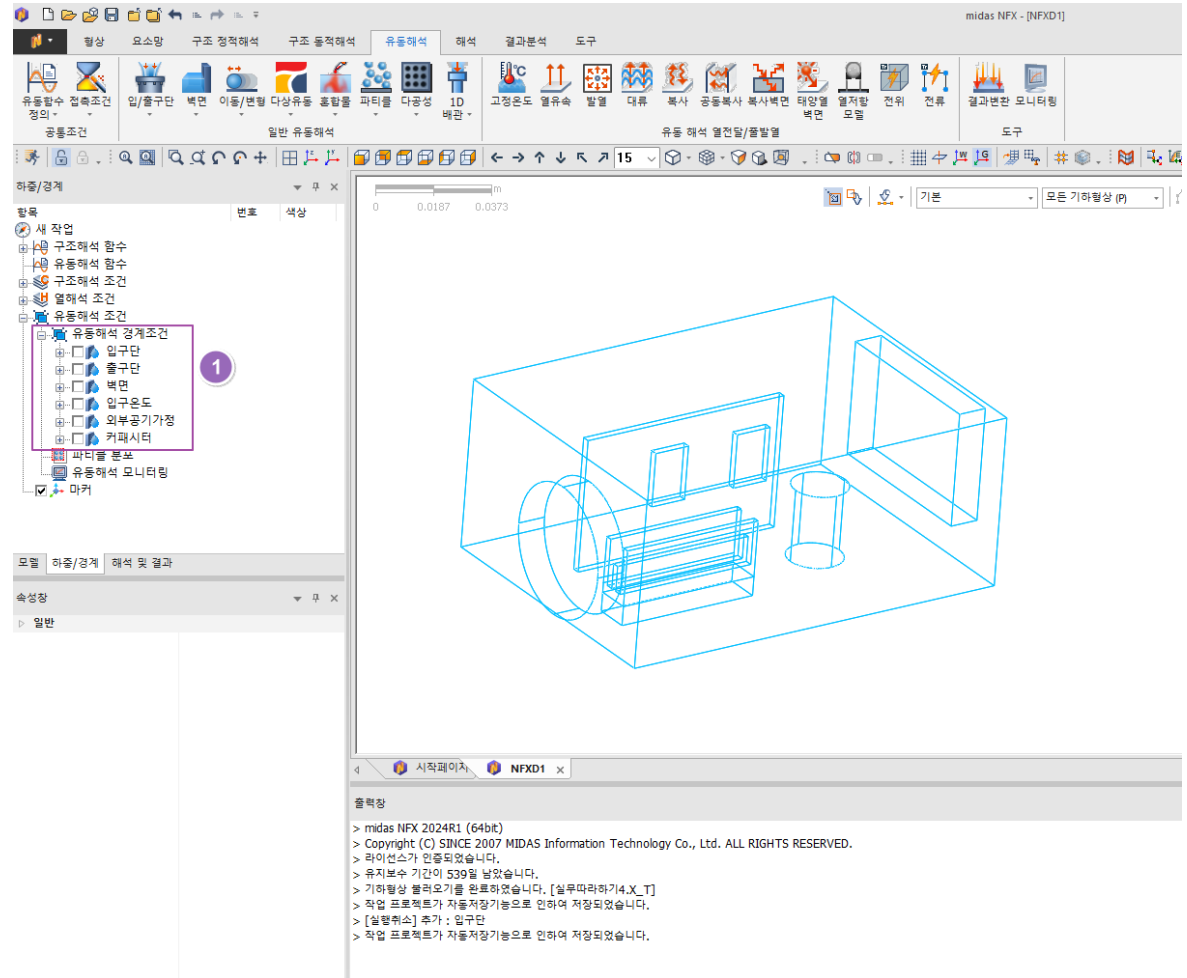 midas NFX - [NFXD1]
형상 요소망 구조 정적해석 구조 동적해석 유동해석 해석 결과분석 도구
유동함수 정의 접촉조건 입/출구단 벽면 이동/변형 다상유동 혼합물 파티클 다공성 1D 배관 고정온도 열유속 발열 대류 복사 공동복사 복사벽면 태양열 벽면 열저항 모델 전위 전류 결과변환 모니터링
공통조건 일반 유동해석 유동 해석 열전달/줄발열 도구
15
하중/경계
항목 번호 색상
새 작업
구조해석 함수
유동해석 함수
구조해석 조건
열해석 조건
유동해석 조건
유동해석 경계조건
입구단
출구단
벽면
입구온도
외부공기가정
커패시터
파티클 분포
유동해석 모니터링
마커
1
모델 하중/경계 해석 및 결과
속성창
일반
m
0 0.0187 0.0373
기본 모든 기하형상 (P)
시작페이지 NFXD1
출력창
> midas NFX 2024R1 (64bit)
> Copyright (C) SINCE 2007 MIDAS Information Technology Co., Ltd. ALL RIGHTS RESERVED.
> 라이선스가 인증되었습니다.
> 유지보수 기간이 539일 남았습니다.
> 기하형상 불러오기를 완료하였습니다. [실무따라하기4.X_T]
> 작업 프로젝트가 자동저장기능으로 인하여 저장되었습니다.
> [실행취소] 추가 : 입구단
> 작업 프로젝트가 자동저장기능으로 인하여 저장되었습니다.